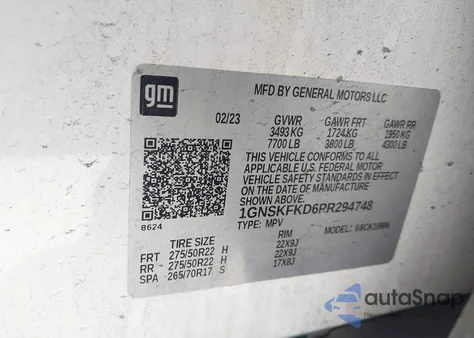 gm
MFD BY GENERAL MOTORS LLC
02/23 GVWR GAWR FRT GAWR RR
3493 KG 1724 KG 1950 KG
7700 LB 3800 LB 4300 LB
THIS VEHICLE CONFORMS TO ALL
APPLICABLE U.S. FEDERAL MOTOR
VEHICLE SAFETY STANDARDS IN EFFECT ON
THE DATE OF MANUFACTURE SHOWN ABOVE.
1GNSKFKD6PR294748
TYPE: MPV MODEL:
8624
TIRE SIZE RIM
FRT 275/50R22 H 22X9J
RR - 275/50R22 H 22X9J
SPA 265/70R17 S 17X8J
autoSnap